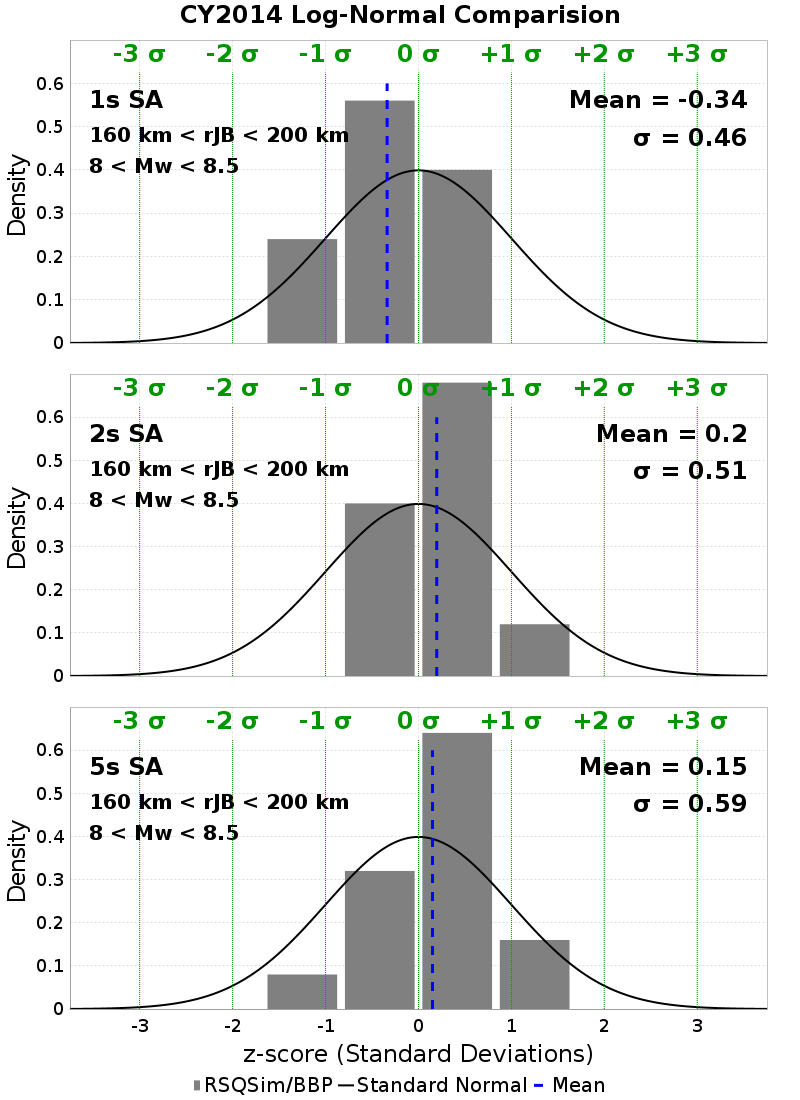 CY2014 Log-Normal Comparision
-3 σ -2 σ -1 σ 0 σ +1 σ +2 σ +3 σ
1s SA
160 km < rJB < 200 km
8 < Mw < 8.5
Mean = -0.34
σ = 0.46
Density
0.6
0.5
0.4
0.3
0.2
0.1
0
-3 σ -2 σ -1 σ 0 σ +1 σ +2 σ +3 σ
2s SA
160 km < rJB < 200 km
8 < Mw < 8.5
Mean = 0.2
σ = 0.51
Density
0.6
0.5
0.4
0.3
0.2
0.1
0
-3 σ -2 σ -1 σ 0 σ +1 σ +2 σ +3 σ
5s SA
160 km < rJB < 200 km
8 < Mw < 8.5
Mean = 0.15
σ = 0.59
Density
0.6
0.5
0.4
0.3
0.2
0.1
0
-3 -2 -1 0 1 2 3
z-score (Standard Deviations)
RSQSim/BBP Standard Normal Mean